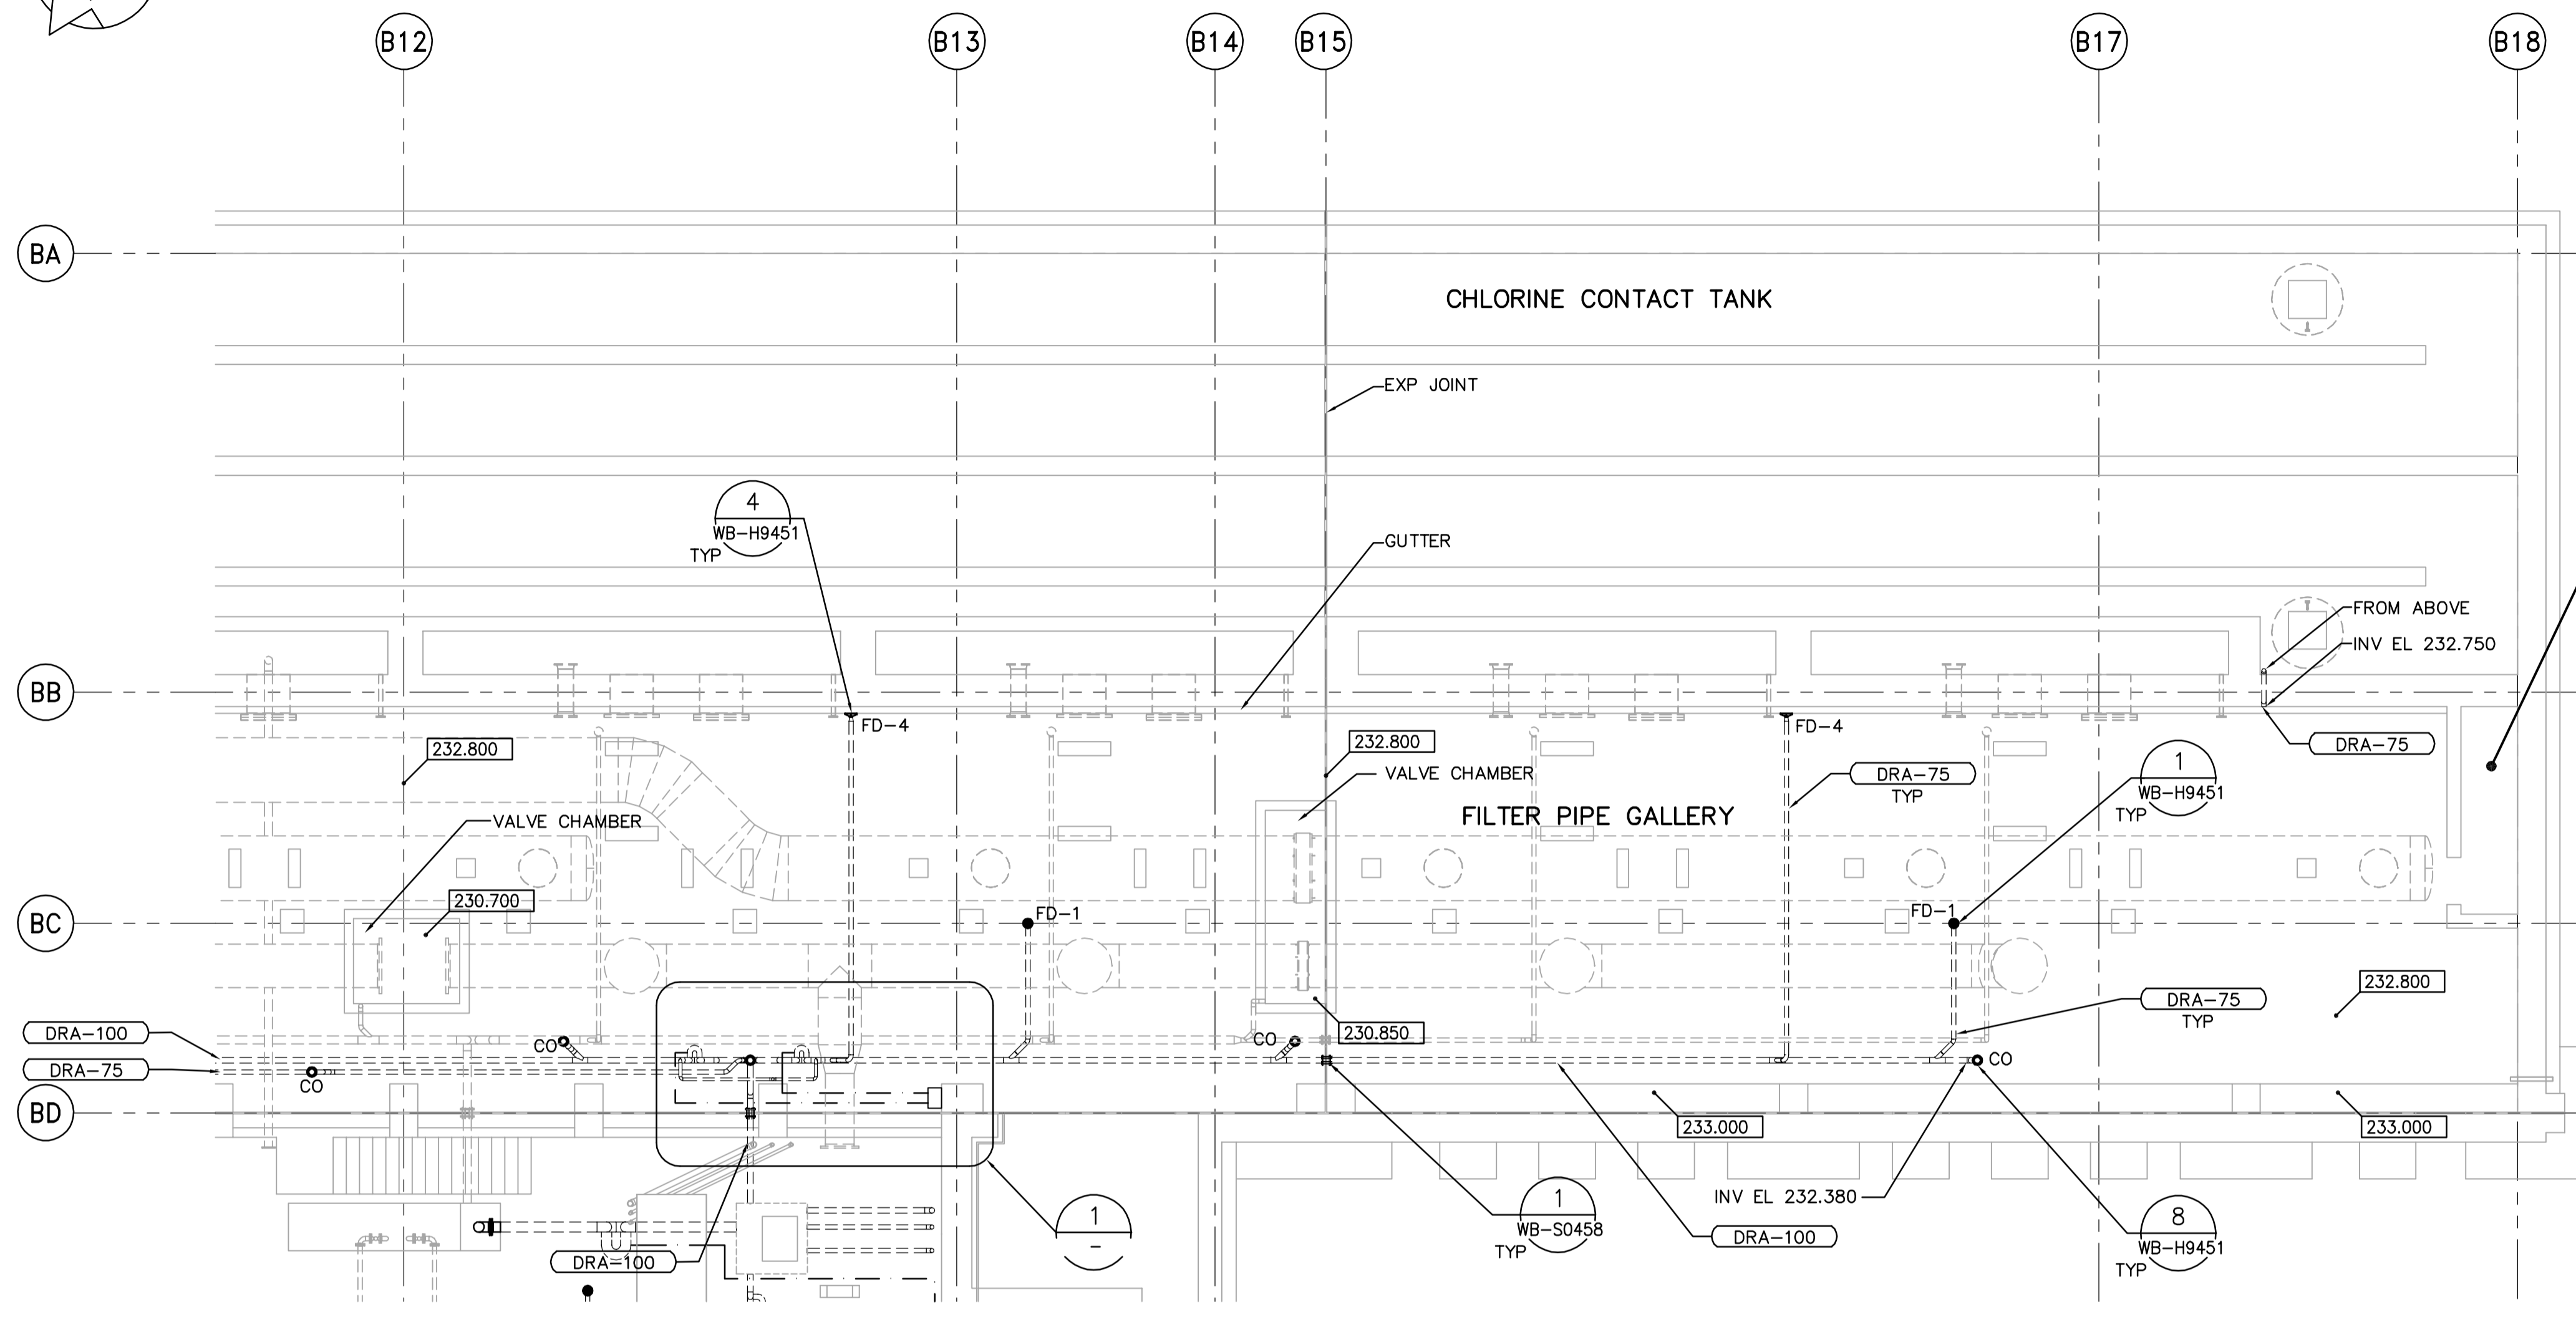 B12
B13
B14
B15
B17
B18
BA
CHLORINE CONTACT TANK
EXP JOINT
4
WB-H9451
TYP
GUTTER
FROM ABOVE
INV EL 232.750
BB
FD-4
FD-4
232.800
232.800
DRA-75
VALVE CHAMBER
DRA-75
TYP
1
WB-H9451
TYP
FILTER PIPE GALLERY
VALVE CHAMBER
230.700
BC
FD-1
FD-1
232.800
DRA-75
TYP
DRA-100
CO
CO
230.850
CO
DRA-75
CO
BD
233.000
233.000
1
WB-S0458
TYP
INV EL 232.380
DRA-100
8
WB-H9451
TYP
1
-
DRA-100